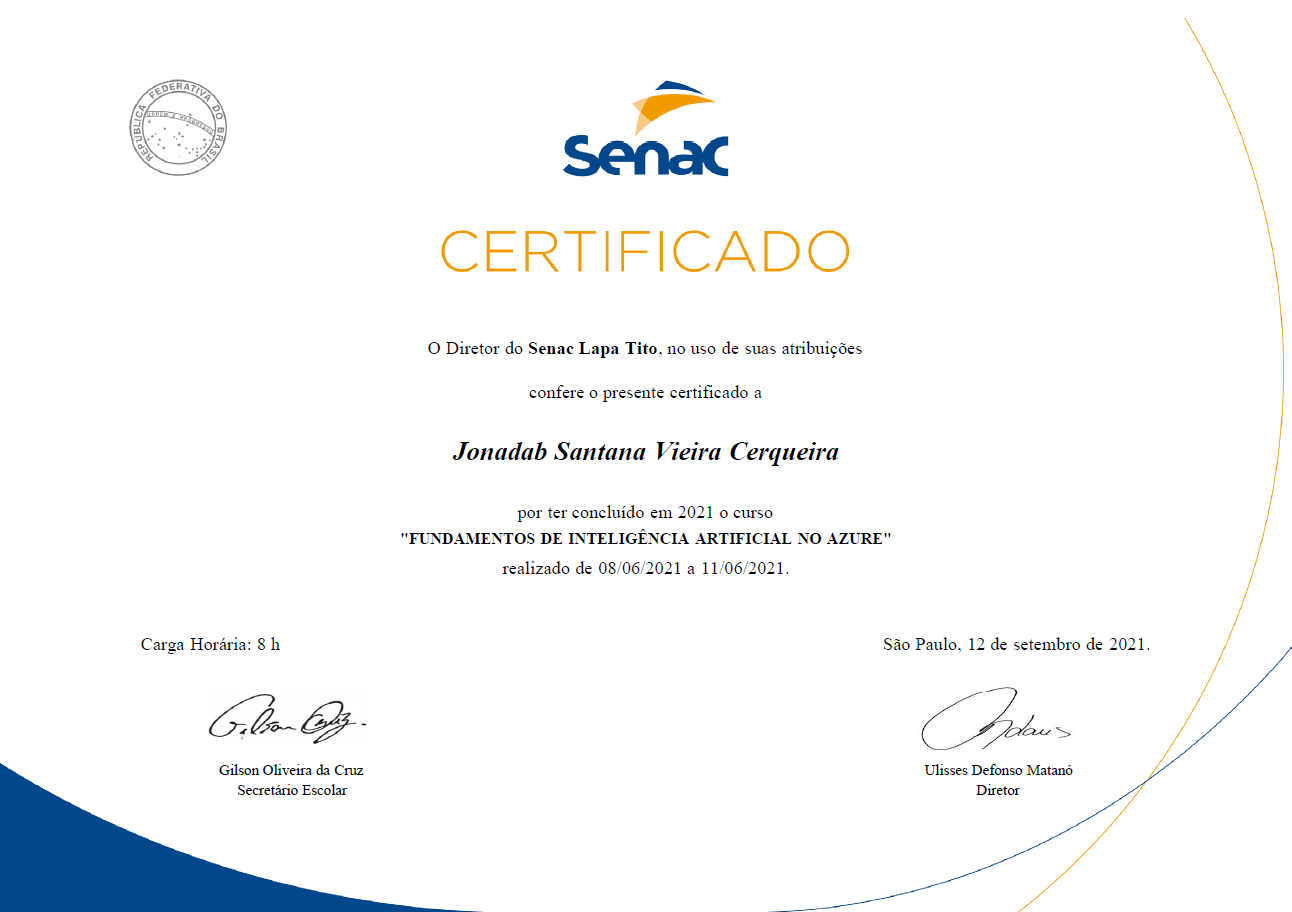 REPÚBLICA FEDERATIVA DO BRASIL
ORDEM E PROGRESSO
Senac
CERTIFICADO
O Diretor do Senac Lapa Tito, no uso de suas atribuições
confere o presente certificado a
Jonadab Santana Vieira Cerqueira
por ter concluído em 2021 o curso
"FUNDAMENTOS DE INTELIGÊNCIA ARTIFICIAL NO AZURE"
realizado de 08/06/2021 a 11/06/2021.
Carga Horária: 8 h
São Paulo, 12 de setembro de 2021.
Gilson Oliveira da Cruz
Secretário Escolar
Ulisses Defonso Matanó
Diretor